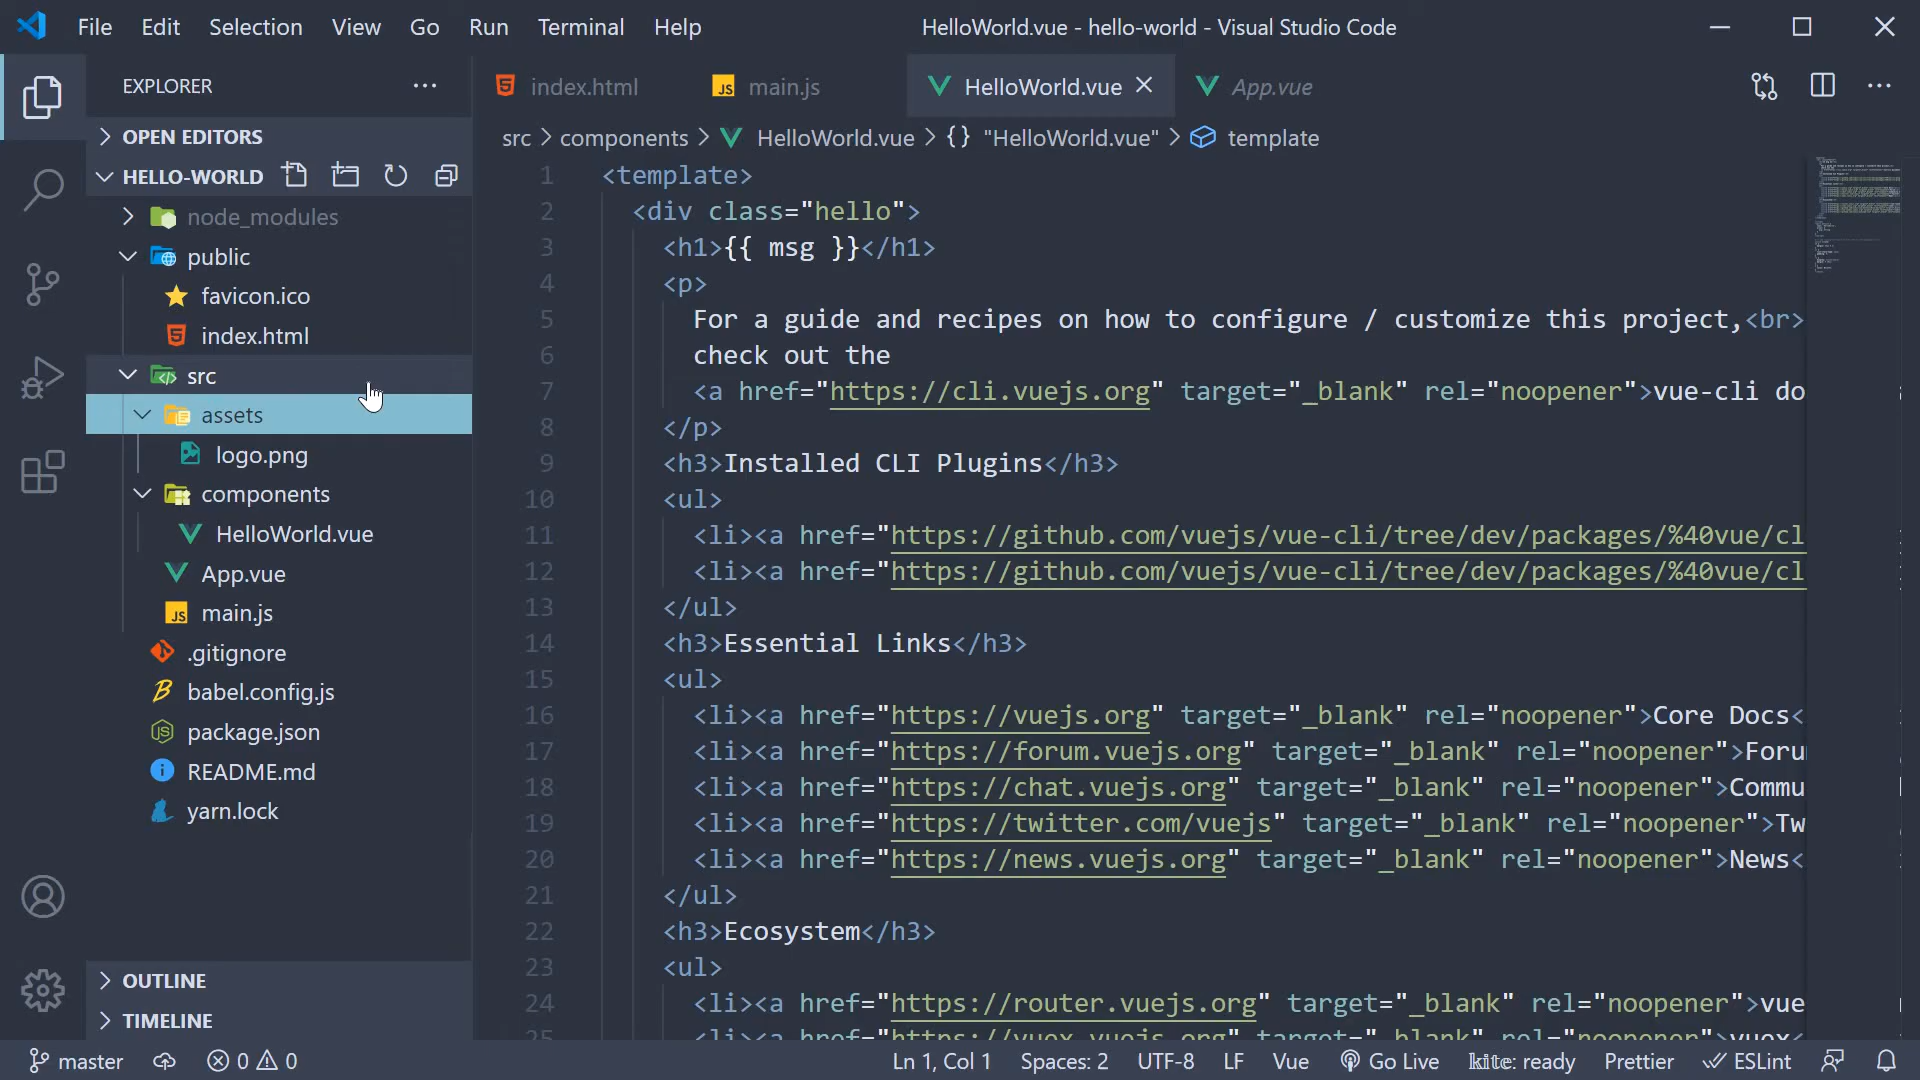 File Edit Selection View Go Run Terminal Help
HelloWorld.vue - hello-world - Visual Studio Code
EXPLORER
OPEN EDITORS
HELLO-WORLD
node_modules
public
favicon.ico
index.html
src
assets
logo.png
components
HelloWorld.vue
App.vue
main.js
.gitignore
babel.config.js
package.json
README.md
yarn.lock
OUTLINE
TIMELINE
index.html JS main.js HelloWorld.vue App.vue
src > components > HelloWorld.vue > {} "HelloWorld.vue" > template
1 <template>
2 <div class="hello">
3 <h1>{{ msg }}</h1>
4 <p>
5 For a guide and recipes on how to configure / customize this project,<br>
6 check out the
7 <a href="https://cli.vuejs.org" target="_blank" rel="noopener">vue-cli do
8 </p>
9 <h3>Installed CLI Plugins</h3>
10 <ul>
11 <li><a href="https://github.com/vuejs/vue-cli/tree/dev/packages/%40vue/cl
12 <li><a href="https://github.com/vuejs/vue-cli/tree/dev/packages/%40vue/cl
13 </ul>
14 <h3>Essential Links</h3>
15 <ul>
16 <li><a href="https://vuejs.org" target="_blank" rel="noopener">Core Docs<
17 <li><a href="https://forum.vuejs.org" target="_blank" rel="noopener">Foru
18 <li><a href="https://chat.vuejs.org" target="_blank" rel="noopener">Commu
19 <li><a href="https://twitter.com/vuejs" target="_blank" rel="noopener">Tw
20 <li><a href="https://news.vuejs.org" target="_blank" rel="noopener">News<
21 </ul>
22 <h3>Ecosystem</h3>
23 <ul>
24 <li><a href="https://router.vuejs.org" target="_blank" rel="noopener">vue
25 <li><a href="https://vuex.vuejs.org" target="_blank" rel="noopener">vuex<
master 0 0 Ln 1, Col 1 Spaces: 2 UTF-8 LF Vue Go Live kite: ready Prettier ESLint